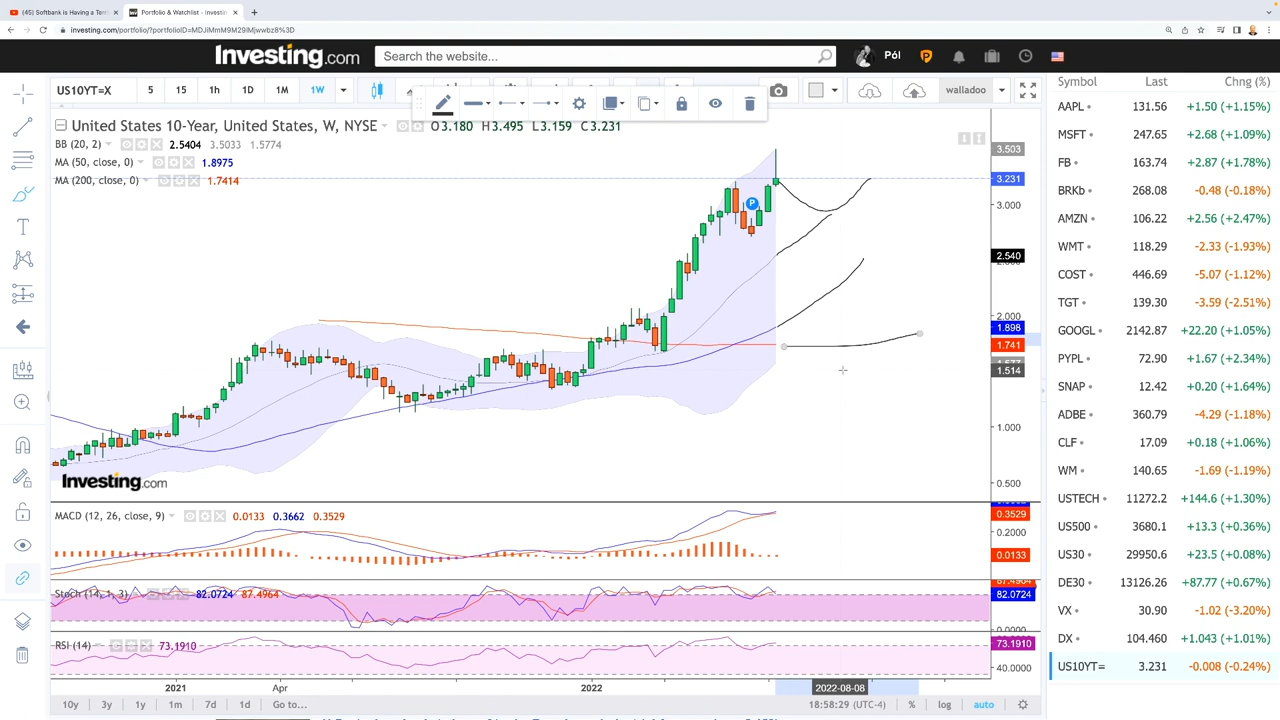 (45) Softbank is Having a Terri
Portfolio & Watchlist - Investin
investing.com/portfolio/?portfolioID=MDJiMmM9M29lMjwwbz8%3D
Investing.com
Search the website...
Pól
US10YT=X
5
15
1h
1D
1M
1W
walladoo
United States 10-Year, United States, W, NYSE
O3.180 H3.495 L3.159 C3.231
BB (20, 2)
2.5404 3.5033 1.5774
MA (50, close, 0)
1.8975
MA (200, close, 0)
1.7414
P
3.503
3.231
3.000
2.540
2.000
1.898
1.741
1.514
1.000
0.500
Investing.com
MACD (12, 26, close, 9)
0.0133 0.3662 0.3529
0.3529
0.2000
0.0133
Stoch (14, 1, 3)
82.0724 87.4964
82.0724
RSI (14)
73.1910
73.1910
40.0000
2021
Apr
2022
2022-08-08
10y
3y
1y
1m
7d
1d
Go to...
18:58:29 (UTC-4)
%
log
auto
Symbol Last Chng (%)
AAPL 131.56 +1.50 (+1.15%)
MSFT 247.65 +2.68 (+1.09%)
FB 163.74 +2.87 (+1.78%)
BRKb 268.08 -0.48 (-0.18%)
AMZN 106.22 +2.56 (+2.47%)
WMT 118.29 -2.33 (-1.93%)
COST 446.69 -5.07 (-1.12%)
TGT 139.30 -3.59 (-2.51%)
GOOGL 2142.87 +22.20 (+1.05%)
PYPL 72.90 +1.67 (+2.34%)
SNAP 12.42 +0.20 (+1.64%)
ADBE 360.79 -4.29 (-1.18%)
CLF 17.09 +0.18 (+1.06%)
WM 140.65 -1.69 (-1.19%)
USTECH 11272.2 +144.6 (+1.30%)
US500 3680.1 +13.3 (+0.36%)
US30 29950.6 +23.5 (+0.08%)
DE30 13126.26 +87.77 (+0.67%)
VX 30.90 -1.02 (-3.20%)
DX 104.460 +1.043 (+1.01%)
US10YT= 3.231 -0.008 (-0.24%)